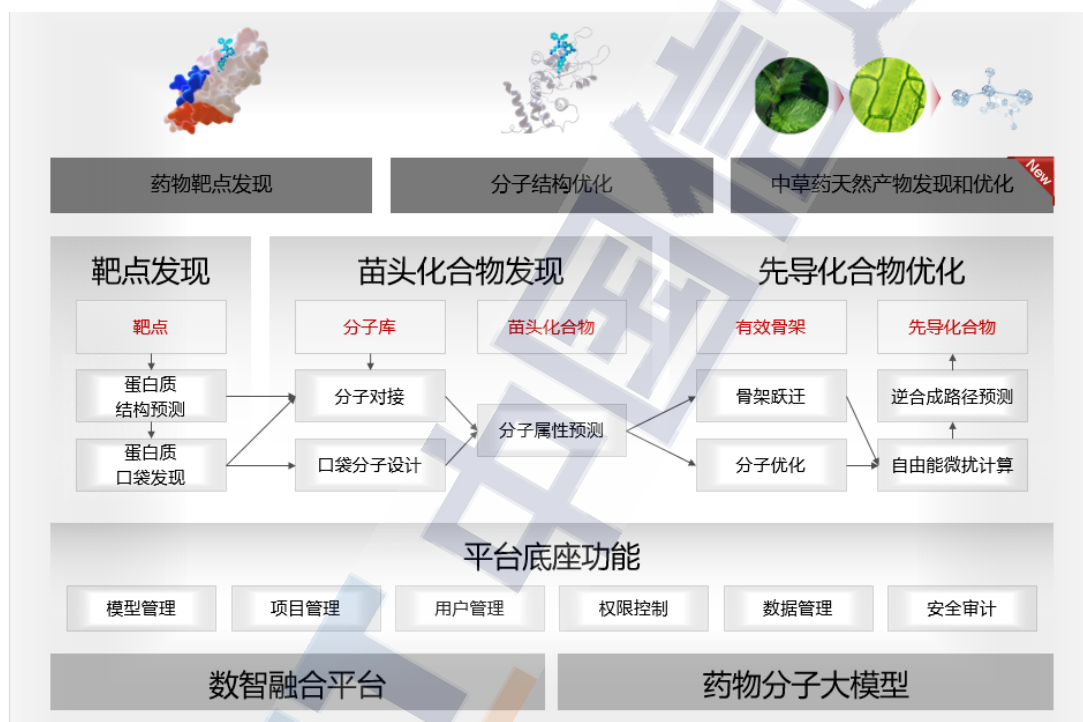 药物靶点发现
分子结构优化
中草药天然产物发现和优化
New
靶点发现
苗头化合物发现
先导化合物优化
靶点
分子库
苗头化合物
有效骨架
先导化合物
蛋白质
结构预测
分子对接
骨架跃迁
逆合成路径预测
分子属性预测
蛋白质
口袋发现
口袋分子设计
分子优化
自由能微扰计算
平台底座功能
模型管理
项目管理
用户管理
权限控制
数据管理
安全审计
数智融合平台
药物分子大模型
中国信